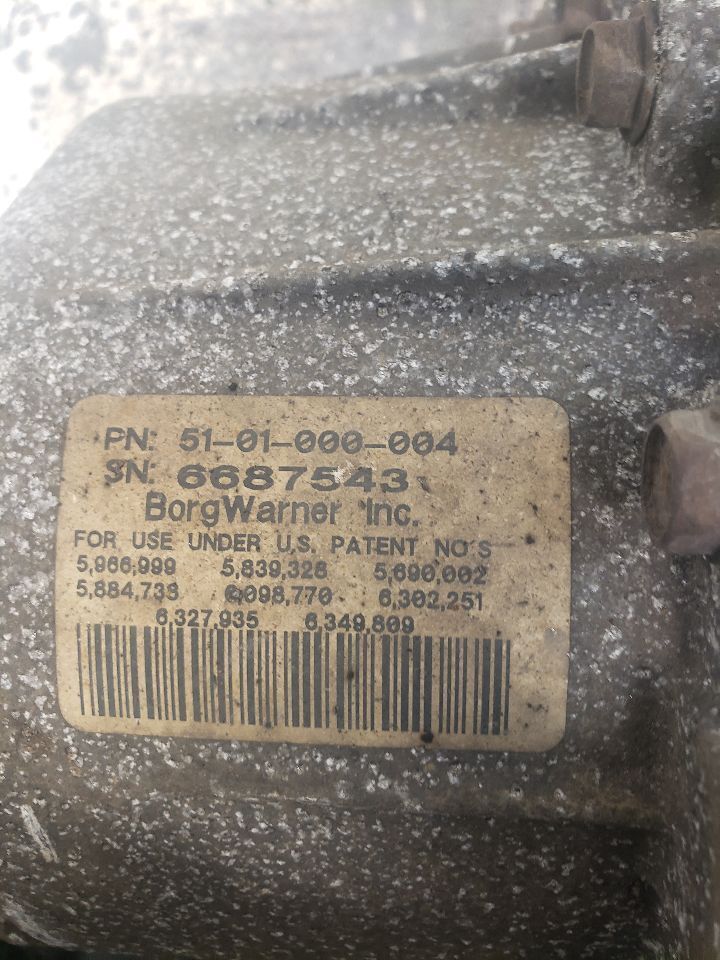 PN: 51-01-000-004
SN: 6687543
BorgWarner Inc.
FOR USE UNDER U.S. PATENT NO'S
5,966,999 5,839,328 5,690,002
5,884,738 6,098,770 6,302,251
6,327,935 6,349,809